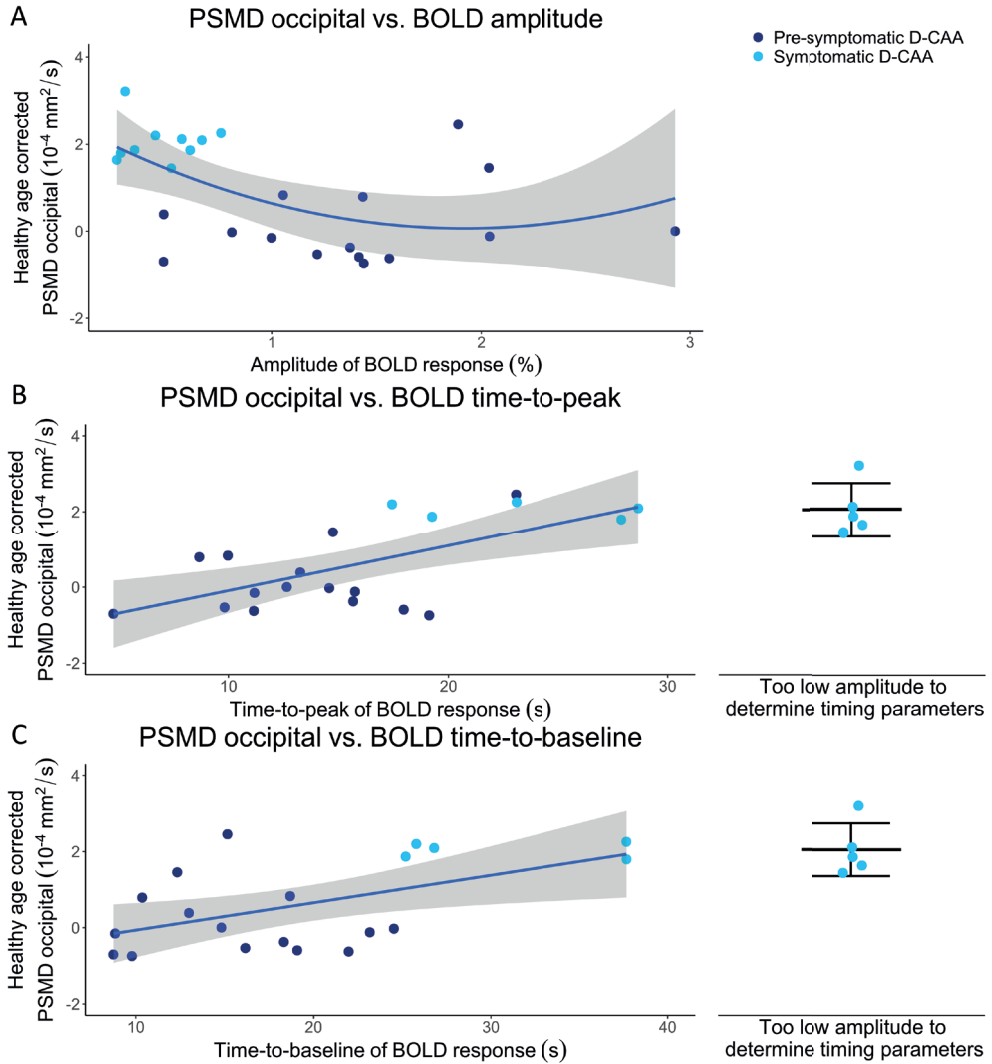 A
PSMD occipital vs. BOLD amplitude
Pre-symptomatic D-CAA
Symptomatic D-CAA
Healthy age corrected
PSMD occipital (10⁻⁴ mm²/s)
4
2
0
-2
1
2
3
Amplitude of BOLD response (%)
B
PSMD occipital vs. BOLD time-to-peak
Healthy age corrected
PSMD occipital (10⁻⁴ mm²/s)
4
2
0
-2
10
20
30
Time-to-peak of BOLD response (s)
Too low amplitude to
determine timing parameters
C
PSMD occipital vs. BOLD time-to-baseline
Healthy age corrected
PSMD occipital (10⁻⁴ mm²/s)
4
2
0
-2
10
20
30
40
Time-to-baseline of BOLD response (s)
Too low amplitude to
determine timing parameters